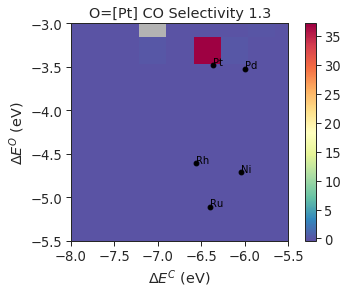 O=[Pt] CO Selectivity 1.3
−3.0
−3.5
−4.0
−4.5
−5.0
−5.5
ΔE^O (eV)
Pt
Pd
Rh
Ni
Ru
−8.0 −7.5 −7.0 −6.5 −6.0 −5.5
ΔE^C (eV)
35
30
25
20
15
10
5
0